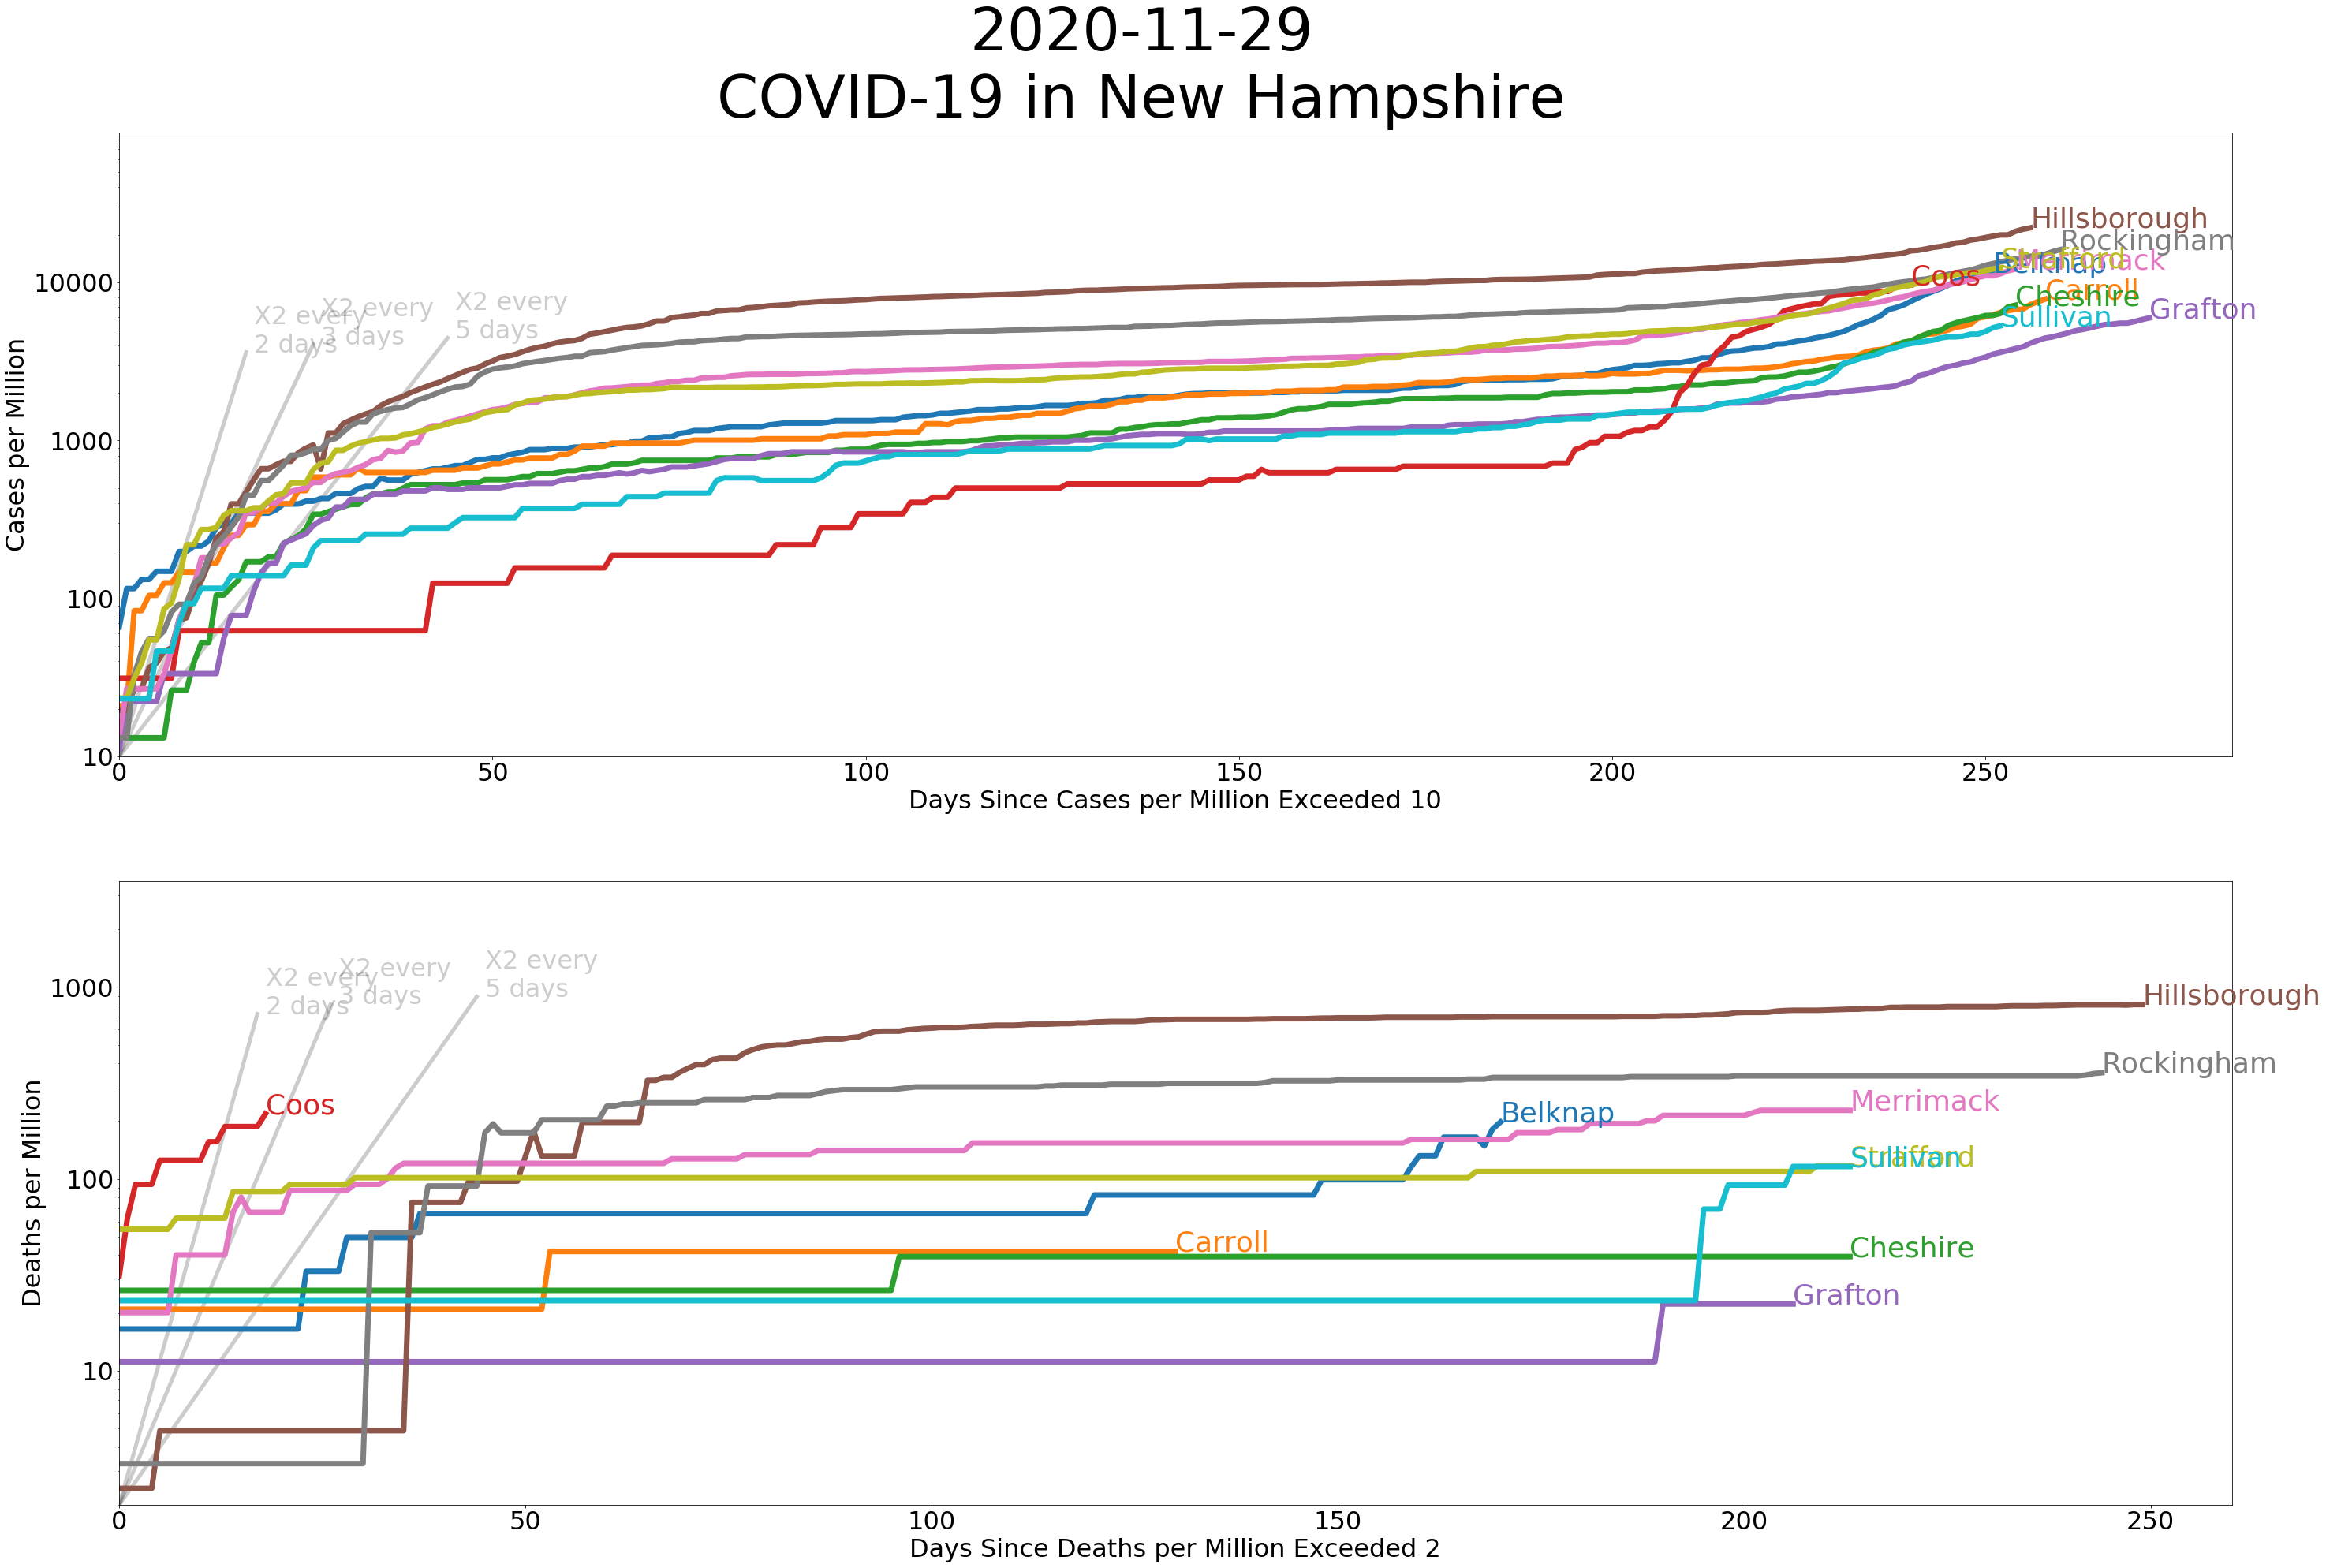 2020-11-29
COVID-19 in New Hampshire
Cases per Million
10000
1000
100
10
X2 every
2 days
X2 every
3 days
X2 every
5 days
Hillsborough
Rockingham
Strafford
Merrimack
Belknap
Coos
Carroll
Cheshire
Grafton
Sullivan
0
50
100
150
200
250
Days Since Cases per Million Exceeded 10
Deaths per Million
1000
100
10
X2 every
2 days
X2 every
3 days
X2 every
5 days
Hillsborough
Rockingham
Coos
Merrimack
Belknap
Strafford
Sullivan
Carroll
Cheshire
Grafton
0
50
100
150
200
250
Days Since Deaths per Million Exceeded 2